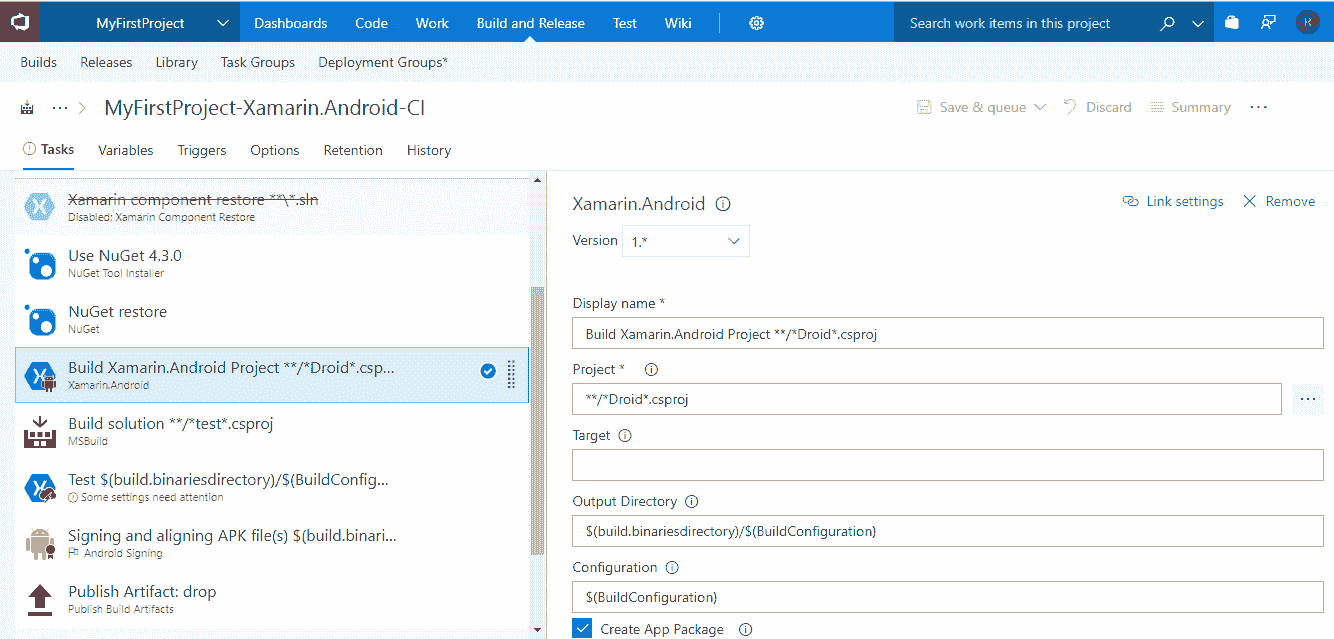 MyFirstProject Dashboards Code Work Build and Release Test Wiki Search work items in this project R
Builds Releases Library Task Groups Deployment Groups*
··· MyFirstProject-Xamarin.Android-CI Save & queue Discard Summary ···
Tasks Variables Triggers Options Retention History
Xamarin component restore **\*.sln
Disabled: Xamarin Component Restore
Use NuGet 4.3.0
NuGet Tool Installer
NuGet restore
NuGet
Build Xamarin.Android Project **/*Droid*.csp...
Xamarin.Android
Build solution **/*test*.csproj
MSBuild
Test $(build.binariesdirectory)/$(BuildConfig...
Some settings need attention
Signing and aligning APK file(s) $(build.binari...
Android Signing
Publish Artifact: drop
Publish Build Artifacts
Xamarin.Android Link settings Remove
Version 1.*
Display name *
Build Xamarin.Android Project **/*Droid*.csproj
Project *
**/*Droid*.csproj ···
Target
Output Directory
$(build.binariesdirectory)/$(BuildConfiguration)
Configuration
$(BuildConfiguration)
Create App Package